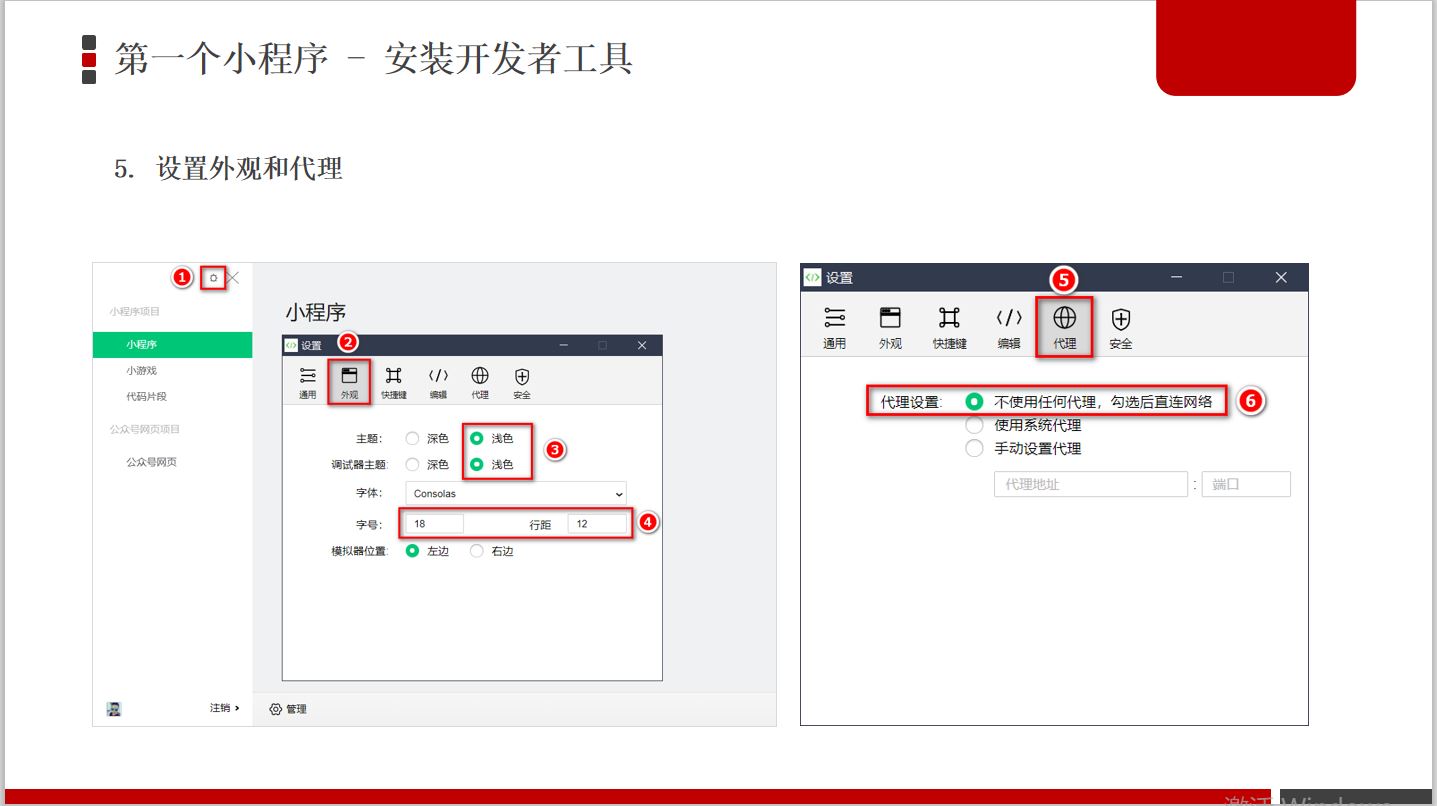 第一个小程序 - 安装开发者工具
5. 设置外观和代理
1
小程序项目
小程序
小游戏
代码片段
公众号网页项目
公众号网页
注销
小程序
设置
2
通用 外观 快捷键 编辑 代理 安全
主题: 深色 浅色
3
调试器主题: 深色 浅色
字体: Consolas
字号: 18 行距 12
4
模拟器位置: 左边 右边
管理
设置
5
通用 外观 快捷键 编辑 代理 安全
代理设置: 不使用任何代理，勾选后直连网络
6
使用系统代理
手动设置代理
代理地址 : 端口
激活 Windows